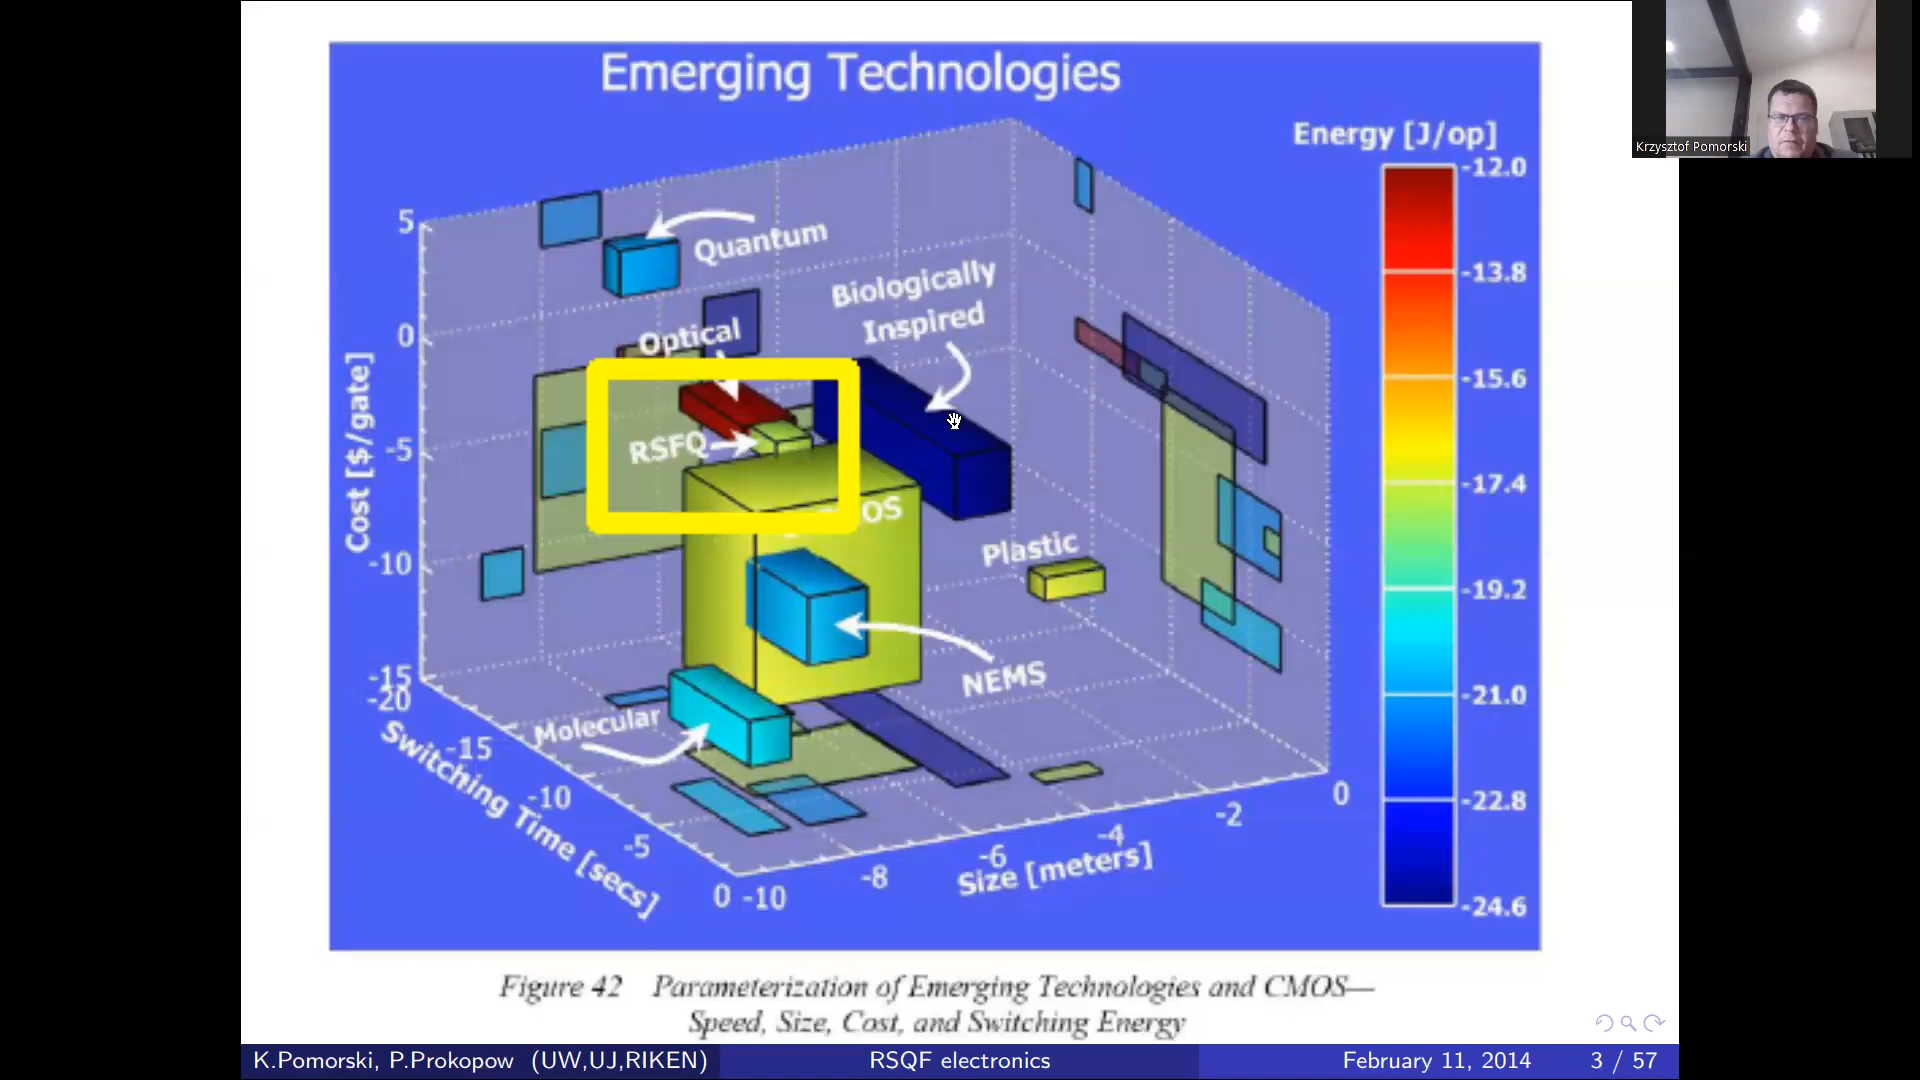 Emerging Technologies
Energy [J/op]
Krzysztof Pomorski
-12.0
-13.8
-15.6
-17.4
-19.2
-21.0
-22.8
-24.6
5
0
-5
-10
-15
Cost [$/gate]
Quantum
Optical
Biologically
Inspired
RSFQ
OS
Plastic
NEMS
Molecular
-20
-15
-10
-5
0
Switching Time [secs]
-10
-8
-6
-4
-2
0
Size [meters]
Figure 42 Parameterization of Emerging Technologies and CMOS—
Speed, Size, Cost, and Switching Energy
K.Pomorski, P.Prokopow (UW,UJ,RIKEN)
RSQF electronics
February 11, 2014
3 / 57